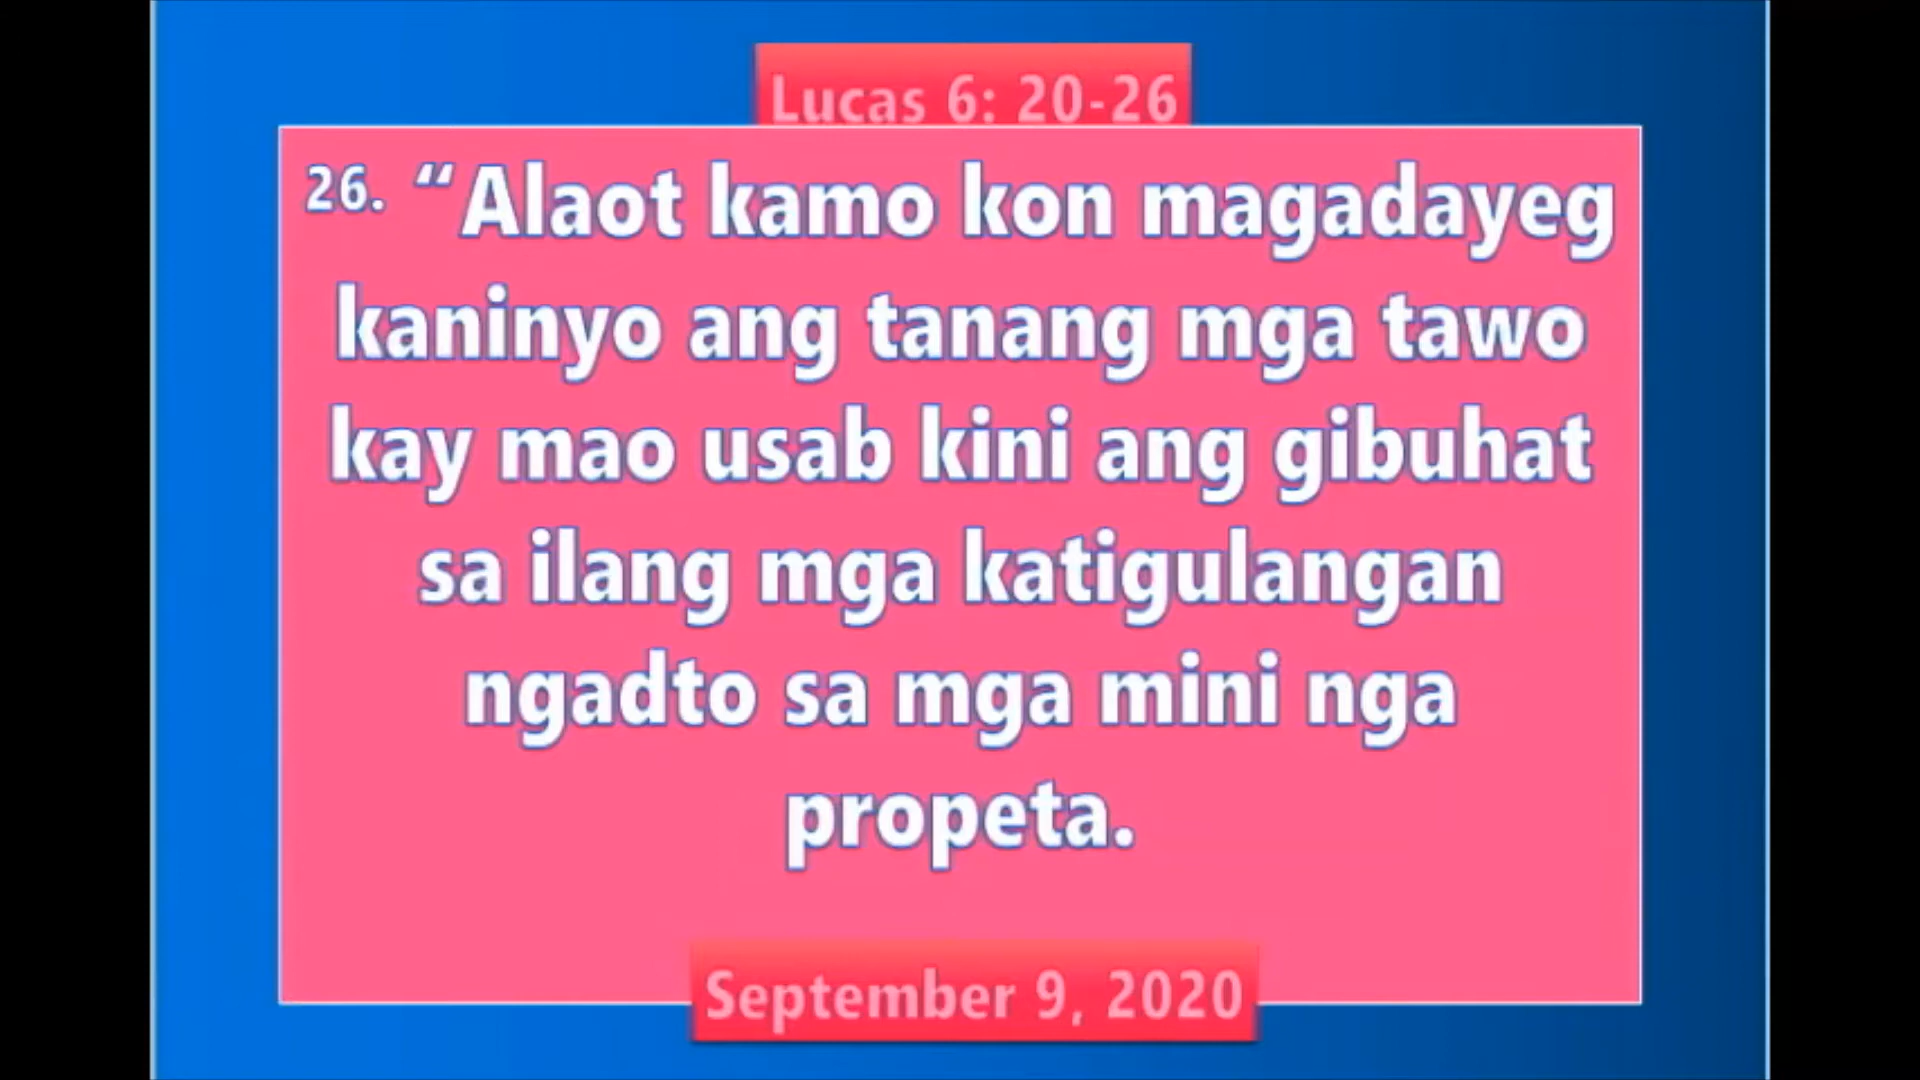 Lucas 6: 20-26
26. “Alaot kamo kon magadayeg
kaninyo ang tanang mga tawo
kay mao usab kini ang gibuhat
sa ilang mga katigulangan
ngadto sa mga mini nga
propeta.
September 9, 2020